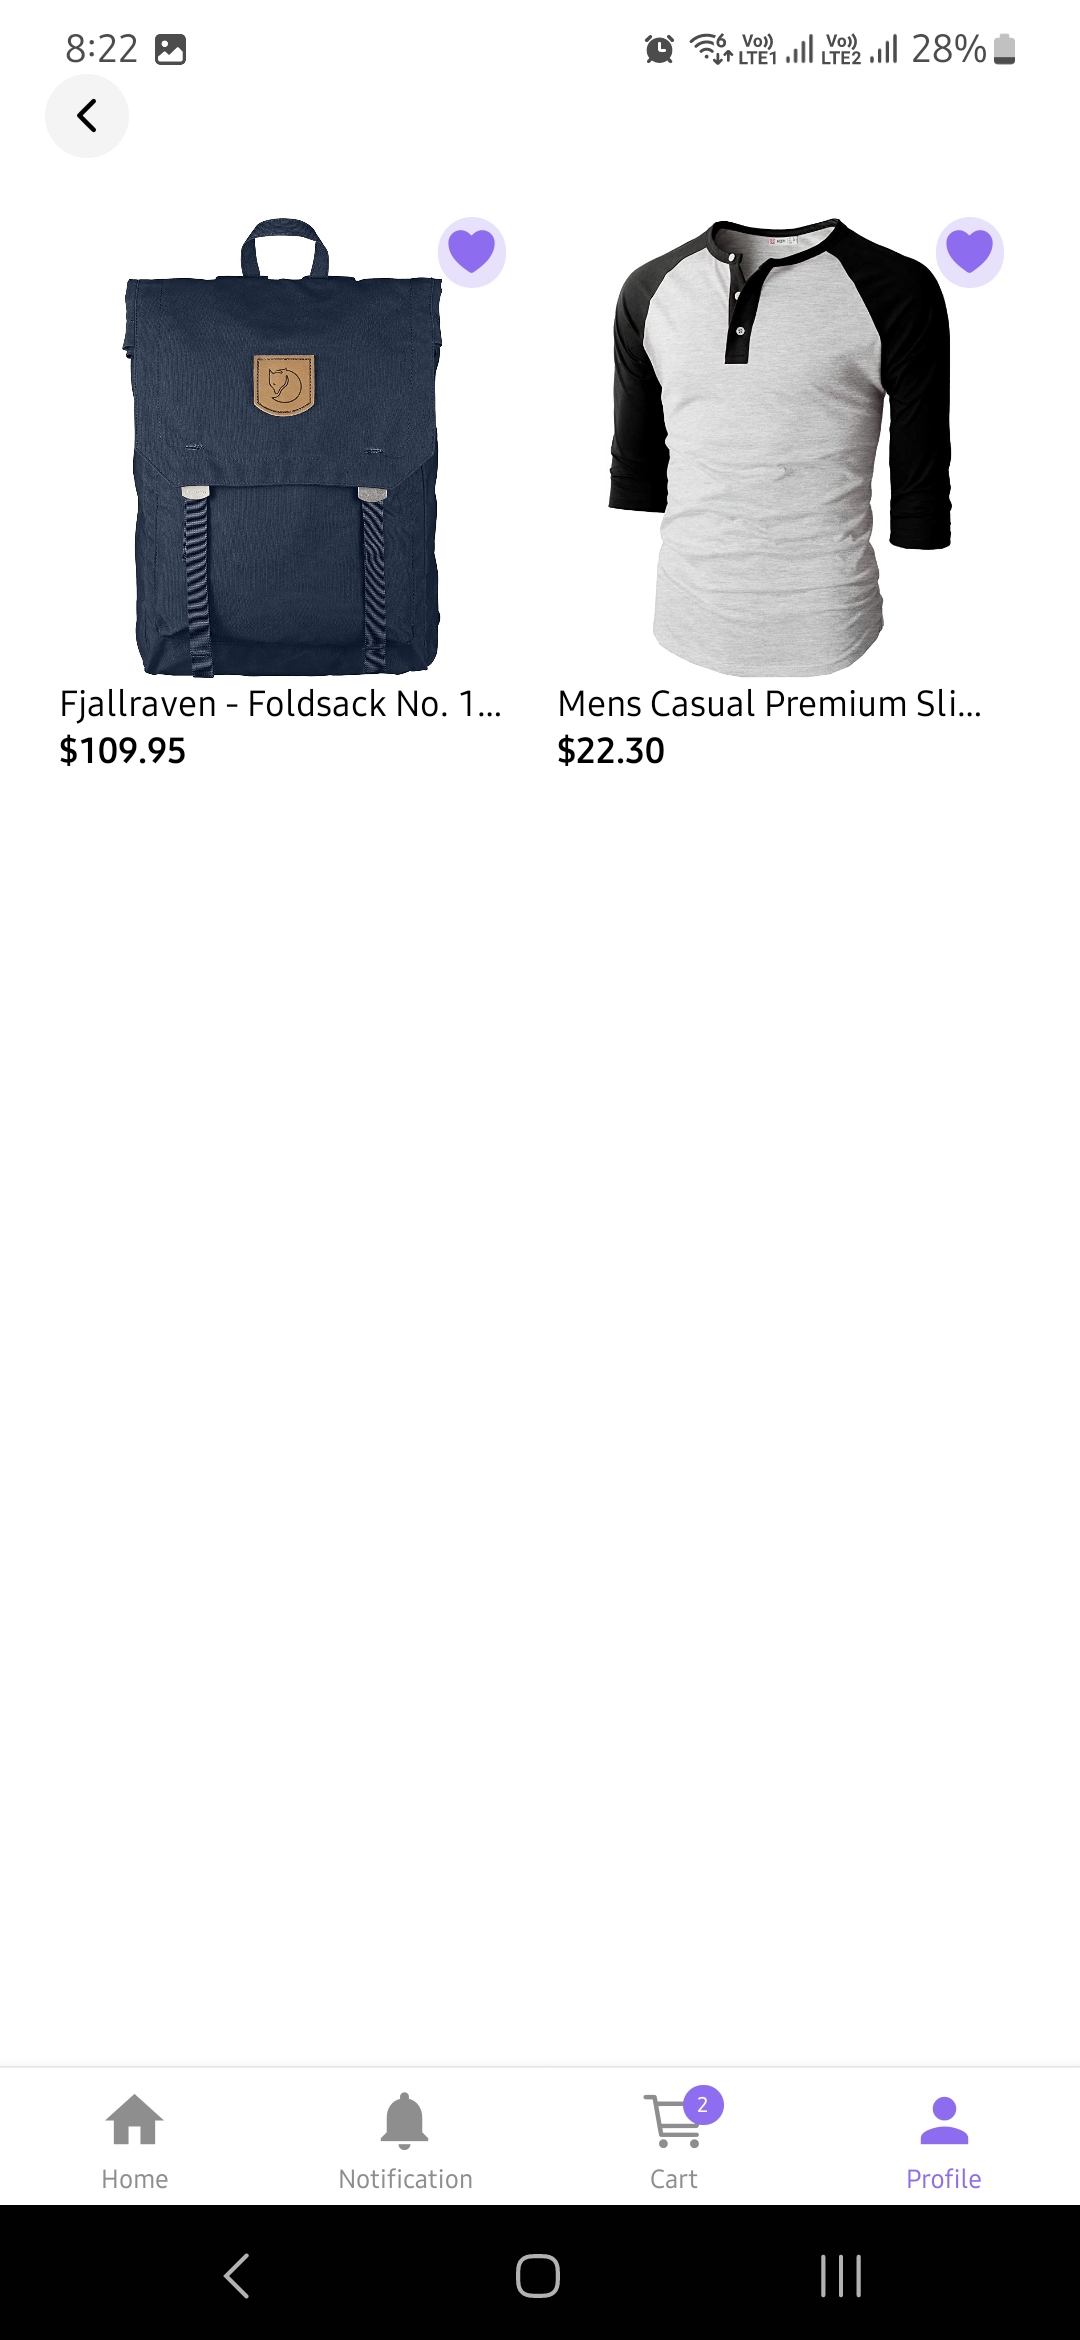 8:22
6 Vo)) LTE1 Vo)) LTE2 28%
Fjallraven - Foldsack No. 1...
$109.95
Mens Casual Premium Sli...
$22.30
2
Home
Notification
Cart
Profile